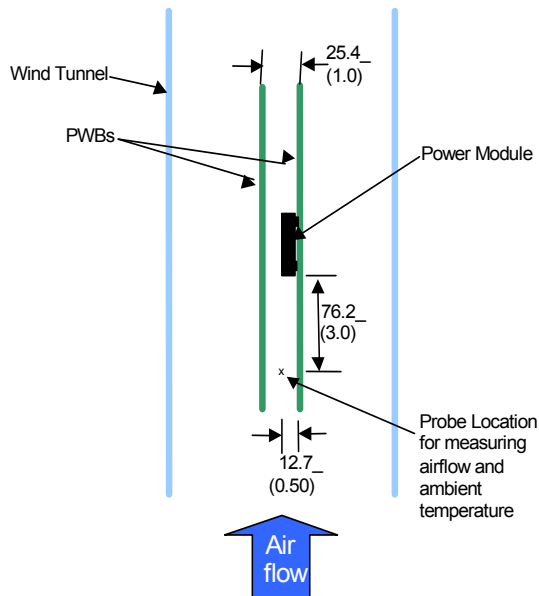 25.4_
(1.0)
Wind Tunnel
PWBs
Power Module
76.2_
(3.0)
x
Probe Location
for measuring
airflow and
ambient
temperature
12.7_
(0.50)
Air
flow